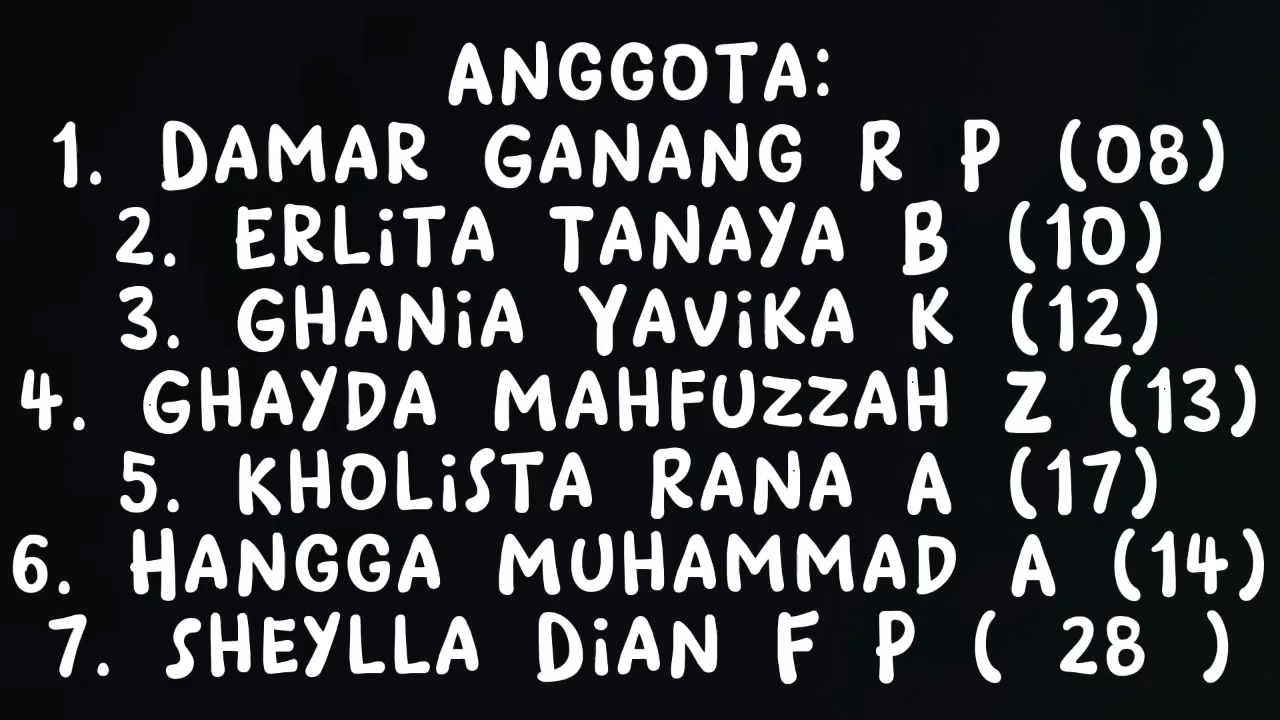 ANGGOTA:
1. DAMAR GANANG R P (08)
2. ERLiTA TANAYA B (10)
3. GHANiA YAViKA K (12)
4. GHAYDA MAHFUZZAH Z (13)
5. KHOLiSTA RANA A (17)
6. HANGGA MUHAMMAD A (14)
7. SHEYLLA DiAN F P ( 28 )